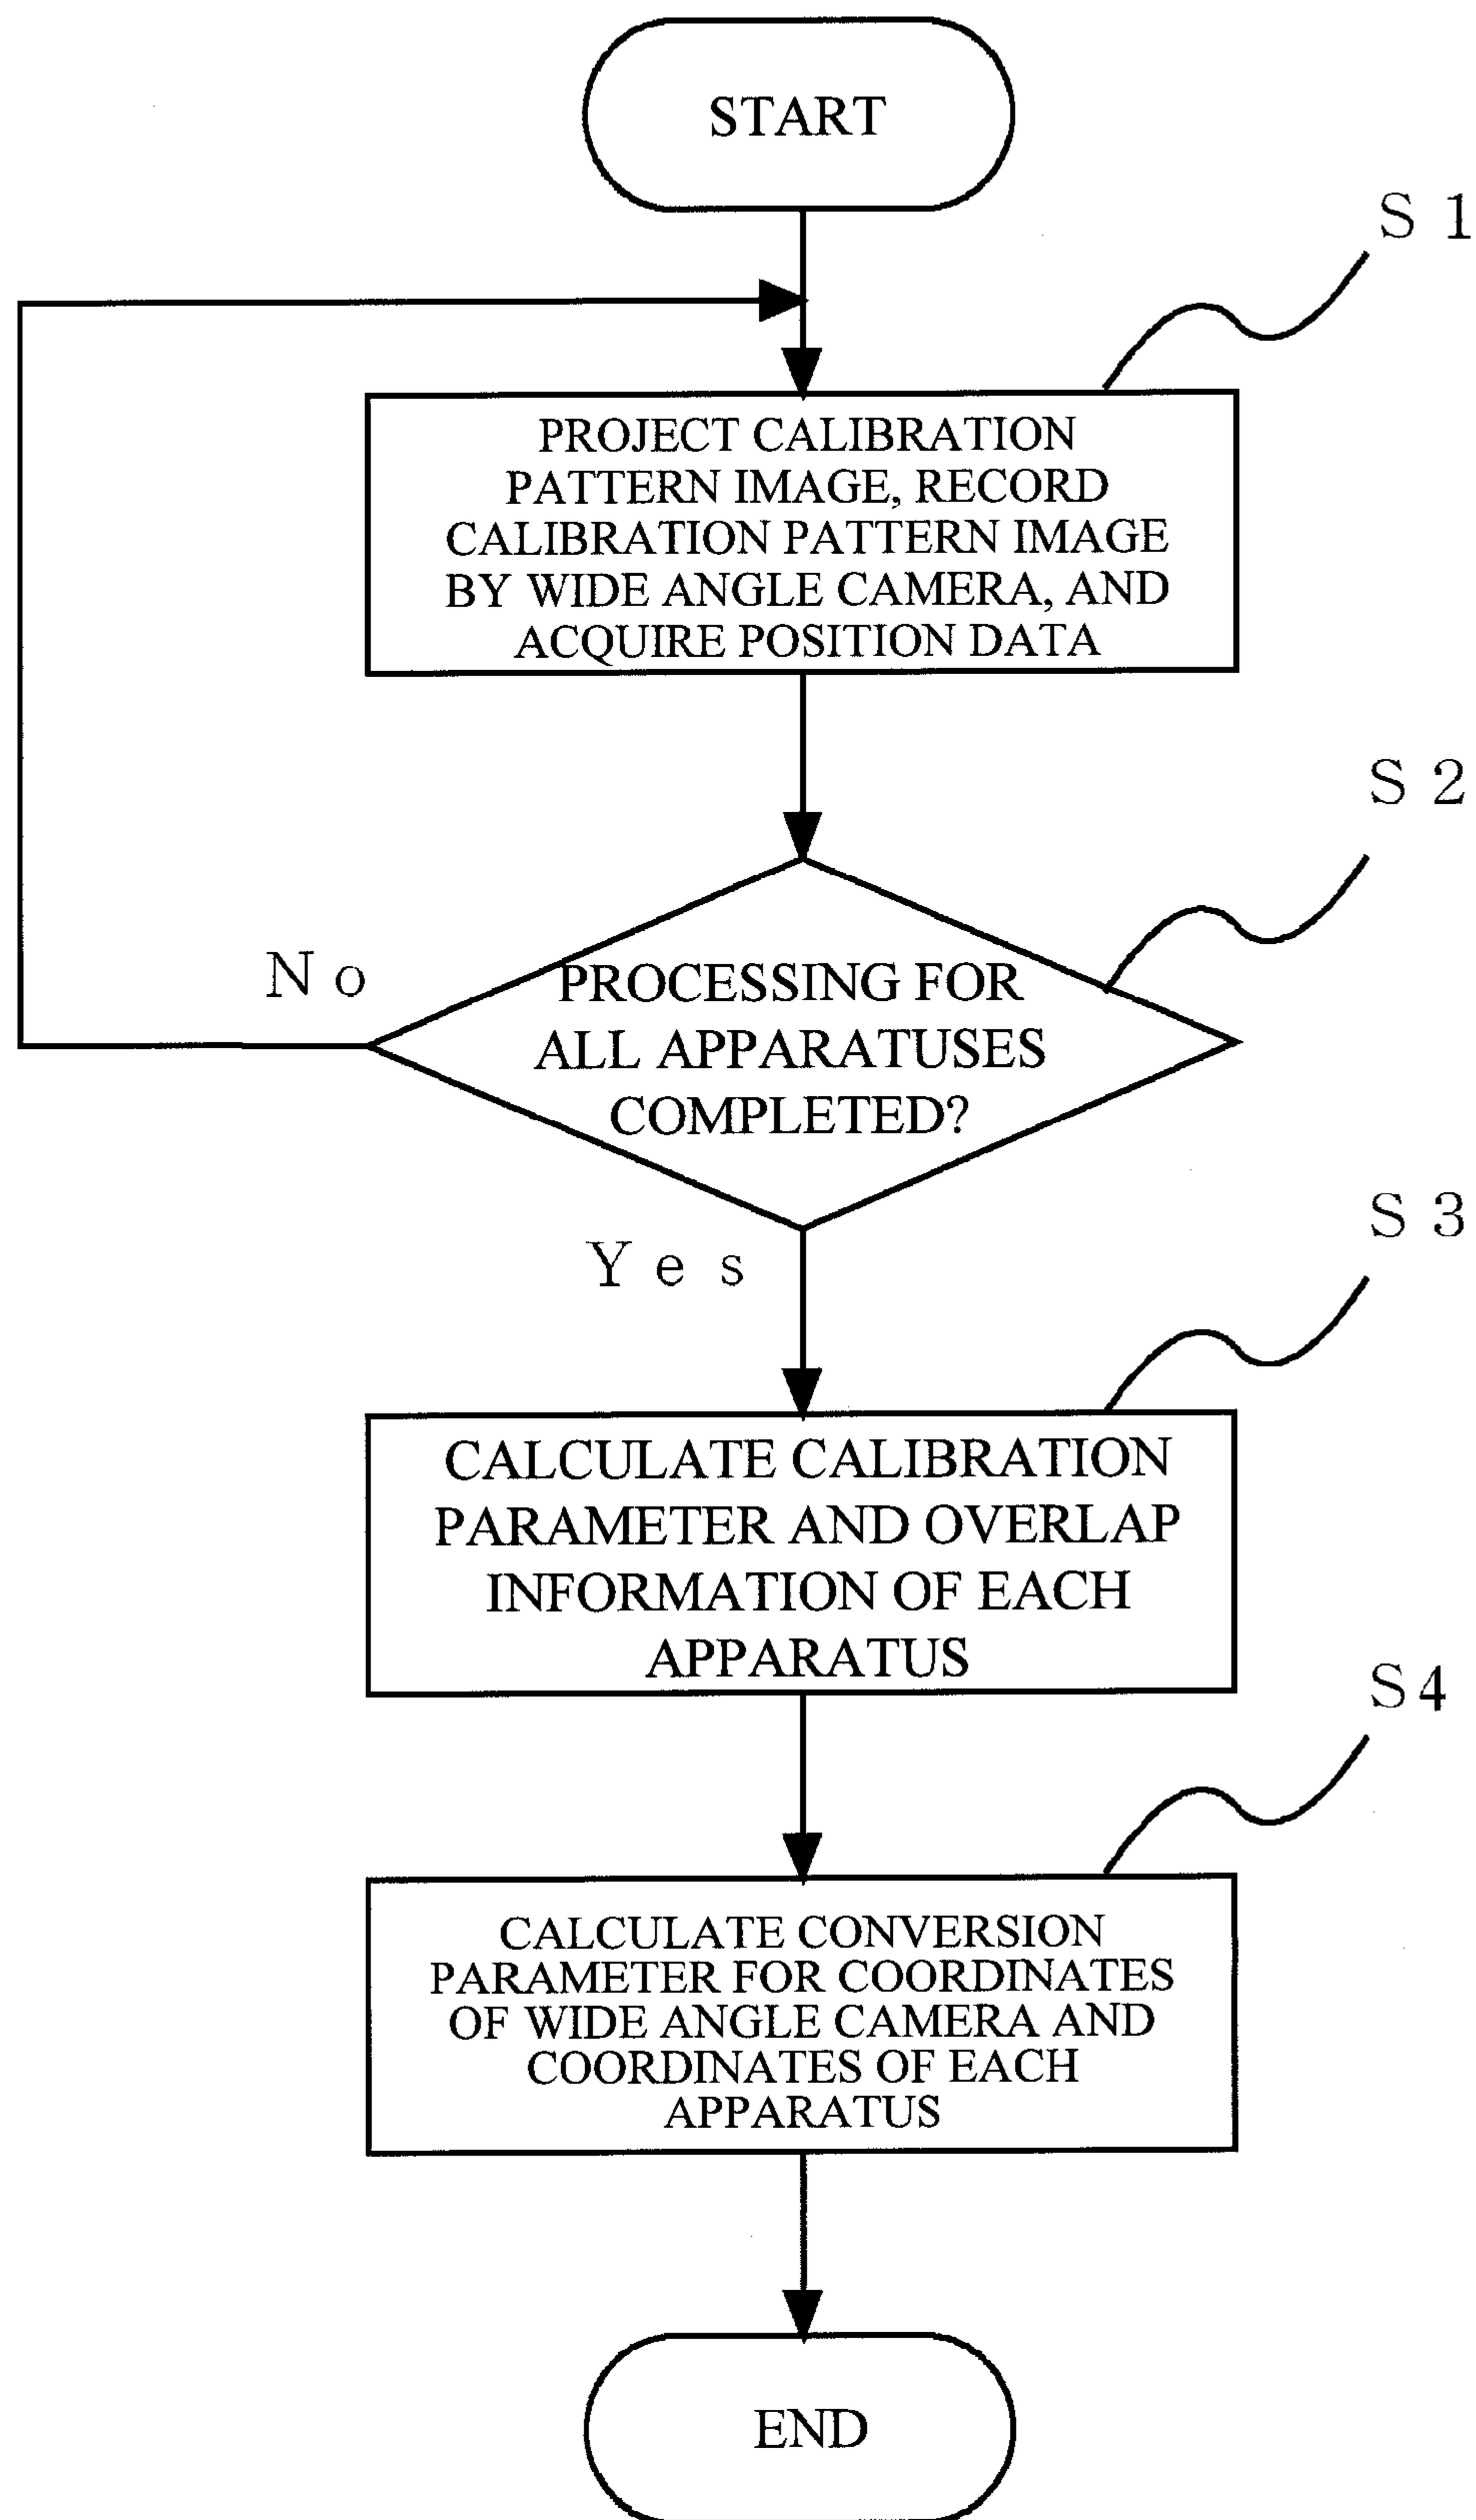 START
S 1
PROJECT CALIBRATION
PATTERN IMAGE, RECORD
CALIBRATION PATTERN IMAGE
BY WIDE ANGLE CAMERA, AND
ACQUIRE POSITION DATA
S 2
No
PROCESSING FOR
ALL APPARATUSES
COMPLETED?
Yes
S 3
CALCULATE CALIBRATION
PARAMETER AND OVERLAP
INFORMATION OF EACH
APPARATUS
S4
CALCULATE CONVERSION
PARAMETER FOR COORDINATES
OF WIDE ANGLE CAMERA AND
COORDINATES OF EACH
APPARATUS
END